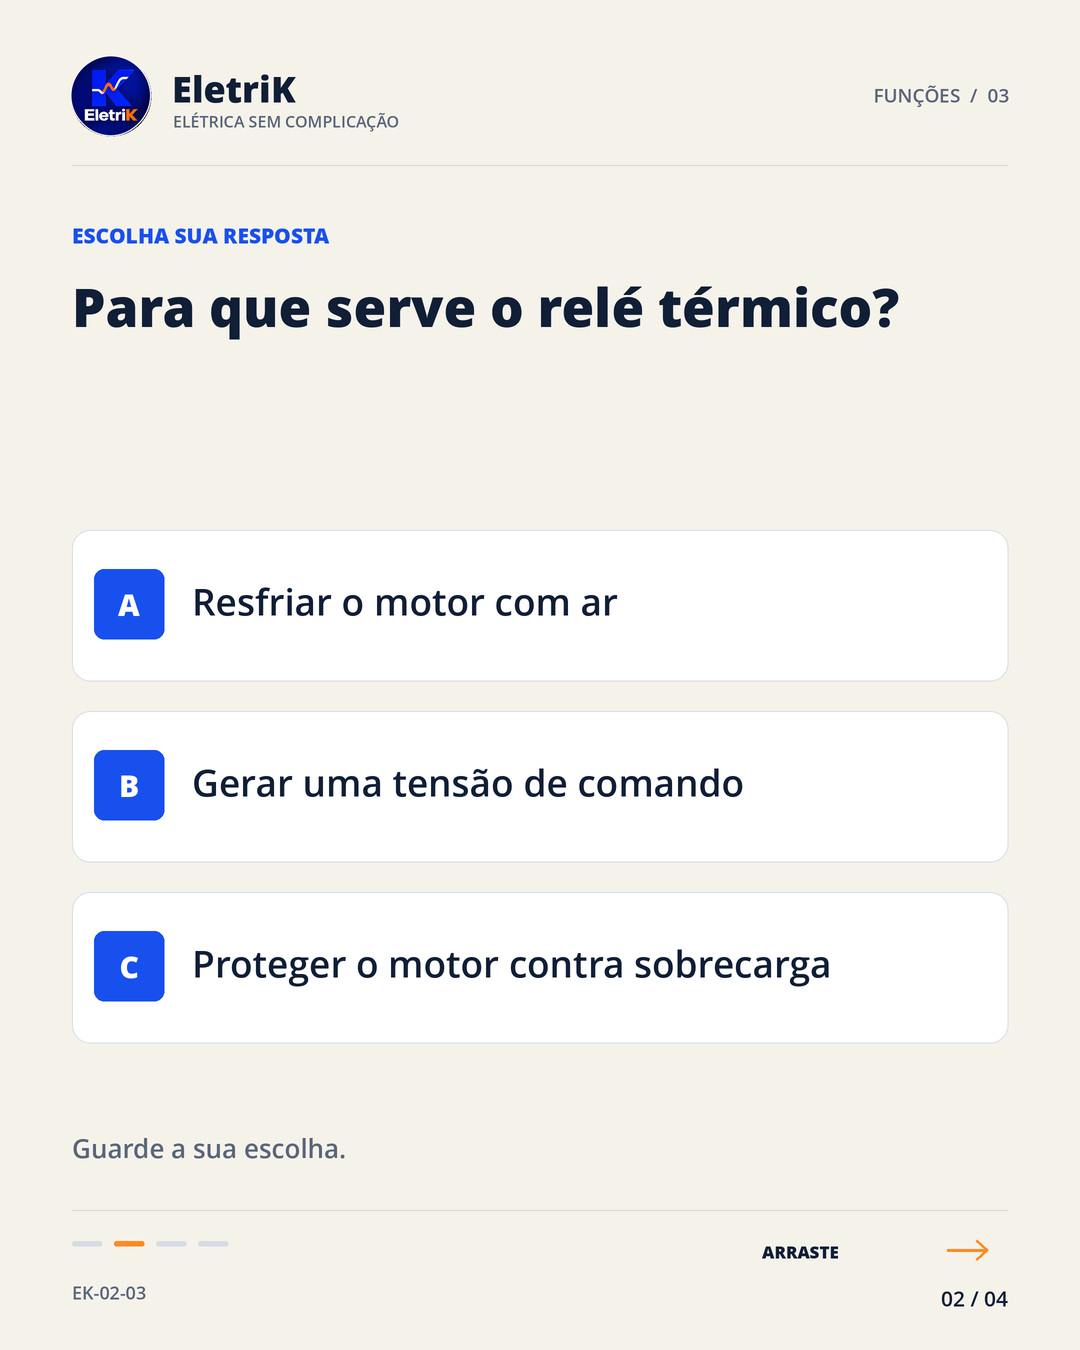 EletriK
EletriK
ELÉTRICA SEM COMPLICAÇÃO
FUNÇÕES / 03
ESCOLHA SUA RESPOSTA
Para que serve o relé térmico?
A Resfriar o motor com ar
B Gerar uma tensão de comando
C Proteger o motor contra sobrecarga
Guarde a sua escolha.
ARRASTE
EK-02-03
02 / 04